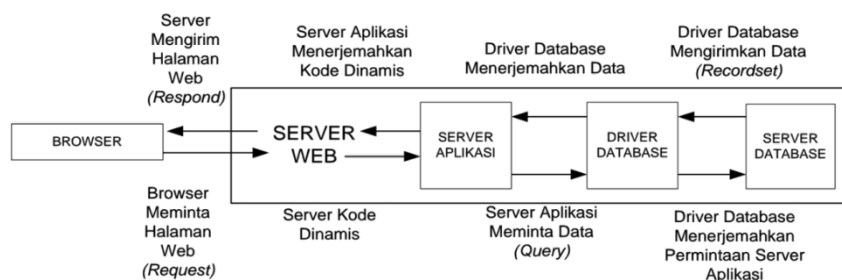 Server
Mengirim
Halaman
Web
(Respond)
Server Aplikasi
Menerjemahkan
Kode Dinamis
Driver Database
Menerjemahkan Data
Driver Database
Mengirimkan Data
(Recordset)
BROWSER
SERVER
WEB
SERVER
APLIKASI
DRIVER
DATABASE
SERVER
DATABASE
Browser
Meminta
Halaman
Web
(Request)
Server Kode
Dinamis
Server Aplikasi
Meminta Data
(Query)
Driver Database
Menerjemahkan
Permintaan Server
Aplikasi